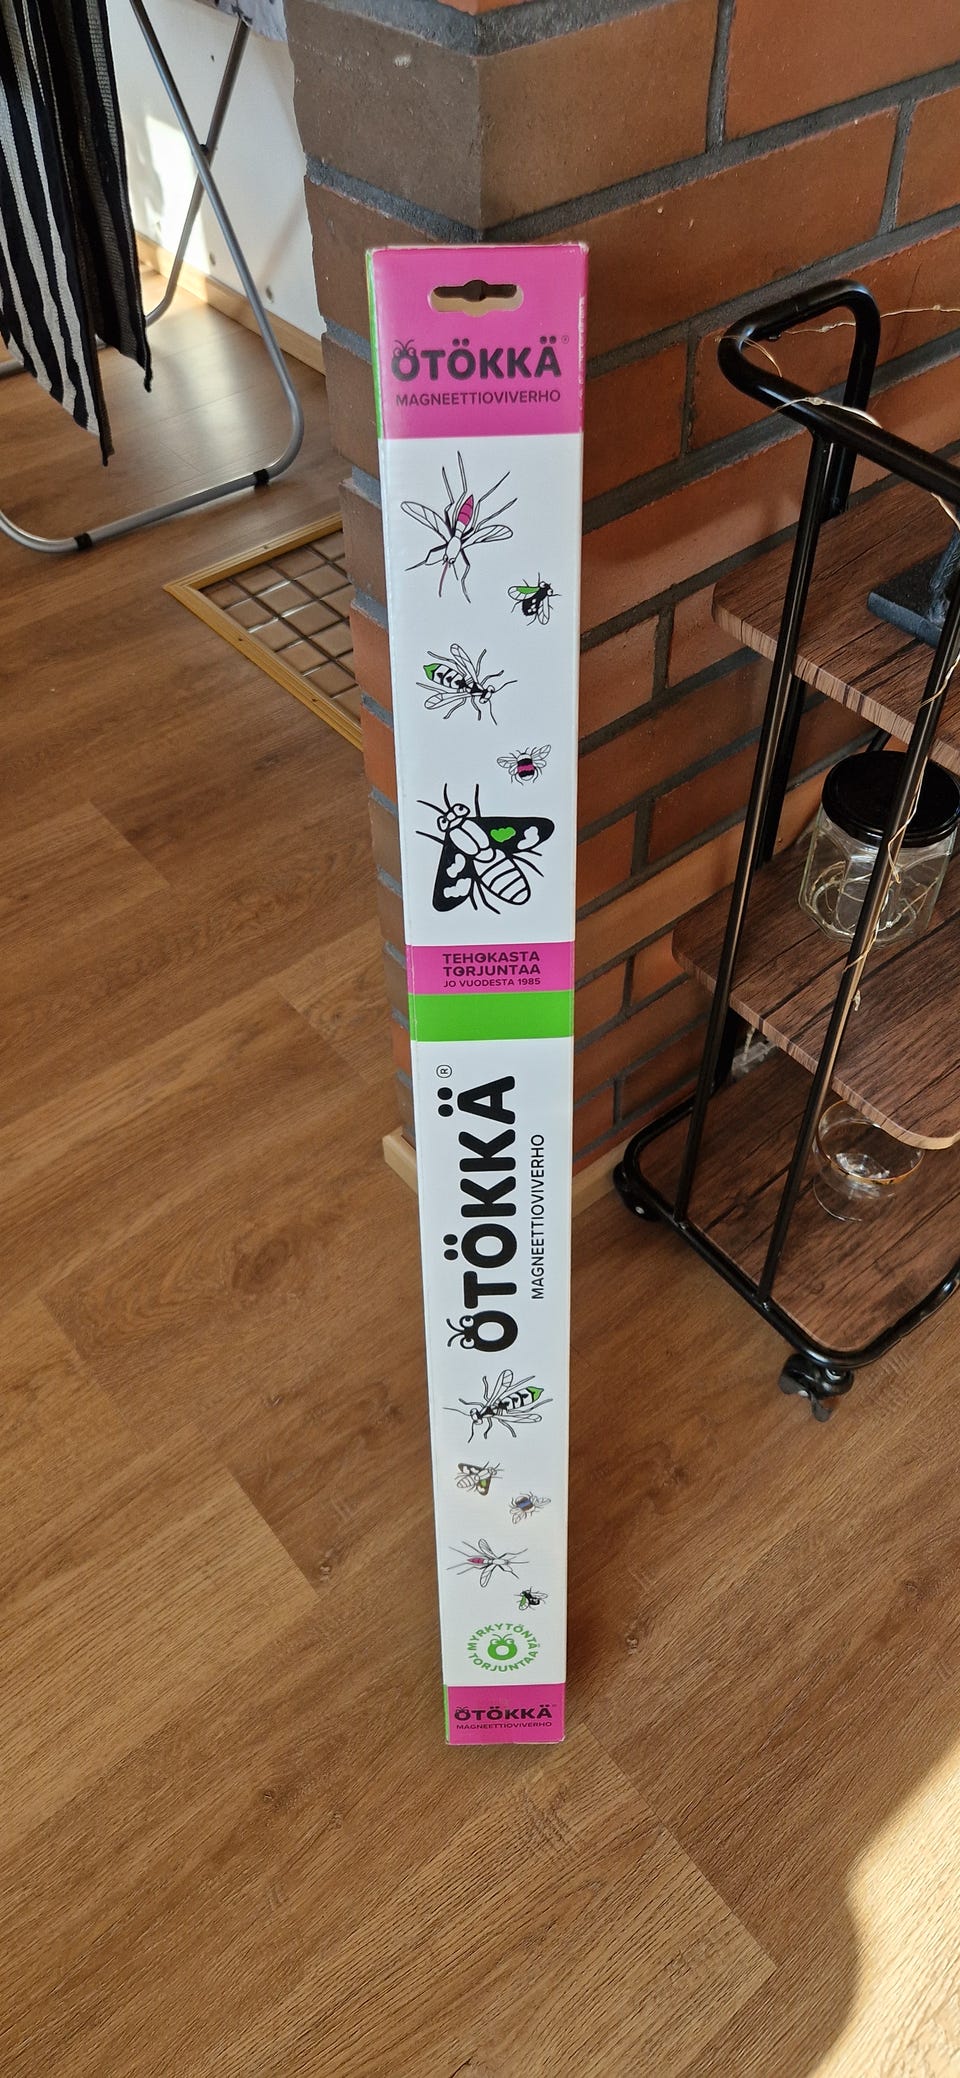 ÖTÖKKÄ®
MAGNEETTIOVIVERHO
TEHOKASTA
TORJUNTAA
JO VUODESTA 1985
ÖTÖKKÄ®
MAGNEETTIOVIVERHO
MYRKYTÖNTÄ
TORJUNTAA
ÖTÖKKÄ®
MAGNEETTIOVIVERHO